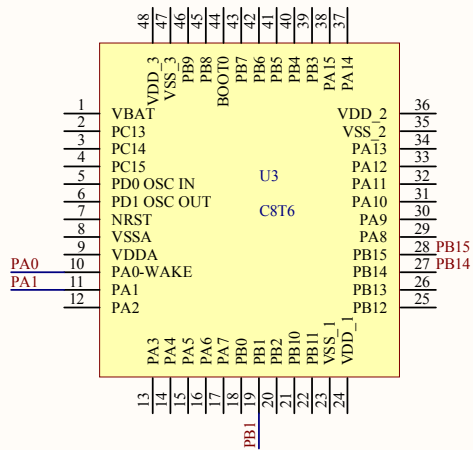 48 47 46 45 44 43 42 41 40 39 38 37
VDD_3 VSS_3 PB9 PB8 BOOT0 PB7 PB6 PB5 PB4 PB3 PA15 PA14
1 VBAT VDD_2 36
2 PC13 VSS_2 35
3 PC14 PA13 34
4 PC15 PA12 33
5 PD0 OSC IN U3 PA11 32
6 PD1 OSC OUT PA10 31
7 NRST C8T6 PA9 30
8 VSSA PA8 29
9 VDDA PB15 28 PB15
PA0 10 PA0-WAKE PB14 27 PB14
PA1 11 PA1 PB13 26
12 PA2 PB12 25
PA3 PA4 PA5 PA6 PA7 PB0 PB1 PB2 PB10 PB11 VSS_1 VDD_1
13 14 15 16 17 18 19 20 21 22 23 24
PB1